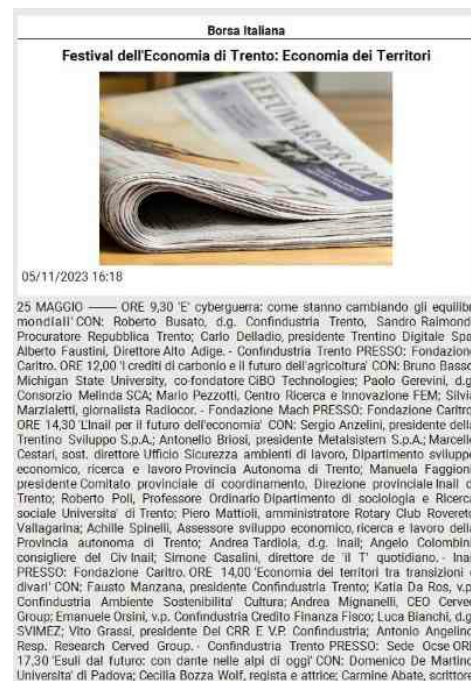 Borsa Italiana
Festival dell'Economia di Trento: Economia dei Territori
LEEUWARDER COURANT
05/11/2023 16:18
25 MAGGIO —— ORE 9,30 'E' cyberguerra: come stanno cambiando gli equilibri
mondiali' CON: Roberto Busato, d.g. Confindustria Trento, Sandro Raimondi,
Procuratore Repubblica Trento; Carlo Delladio, presidente Trentino Digitale Spa;
Alberto Faustini, Direttore Alto Adige. - Confindustria Trento PRESSO: Fondazione
Caritro. ORE 12,00 'I crediti di carbonio e il futuro dell'agricoltura' CON: Bruno Basso,
Michigan State University, co-fondatore CiBO Technologies; Paolo Gerevini, d.g.
Consorzio Melinda SCA; Mario Pezzotti, Centro Ricerca e Innovazione FEM; Silvia
Marzialetti, giornalista Radiocor. - Fondazione Mach PRESSO: Fondazione Caritro.
ORE 14,30 'L'Inail per il futuro dell'economia' CON: Sergio Anzelini, presidente della
Trentino Sviluppo S.p.A.; Antonello Briosi, presidente Metalsistem S.p.A.; Marcello
Cestari, sost. direttore Ufficio Sicurezza ambienti di lavoro, Dipartimento sviluppo
economico, ricerca e lavoro Provincia Autonoma di Trento; Manuela Faggioni,
presidente Comitato provinciale di coordinamento, Direzione provinciale Inail di
Trento; Roberto Poli, Professore Ordinario Dipartimento di sociologia e Ricerca
sociale Universita' di Trento; Piero Mattioli, amministratore Rotary Club Rovereto
Vallagarina; Achille Spinelli, Assessore sviluppo economico, ricerca e lavoro della
Provincia autonoma di Trento; Andrea Tardiola, d.g. Inail; Angelo Colombini,
consigliere del Civ Inail; Simone Casalini, direttore de 'il T' quotidiano. - Inail
PRESSO: Fondazione Caritro. ORE 14,00 'Economia dei territori tra transizioni e
divari' CON: Fausto Manzana, presidente Confindustria Trento; Katia Da Ros, v.p.
Confindustria Ambiente Sostenibilita' Cultura; Andrea Mignanelli, CEO Cerved
Group; Emanuele Orsini, v.p. Confindustria Credito Finanza Fisco; Luca Bianchi, d.g.
SVIMEZ; Vito Grassi, presidente Del CRR E V.P. Confindustria; Antonio Angelino,
Resp. Research Cerved Group. - Confindustria Trento PRESSO: Sede Ocse ORE
17,30 'Esuli dal futuro: con dante nelle alpi di oggi' CON: Domenico De Martino,
Universita' di Padova; Cecilia Bozza Wolf, regista e attrice; Carmine Abate, scrittore